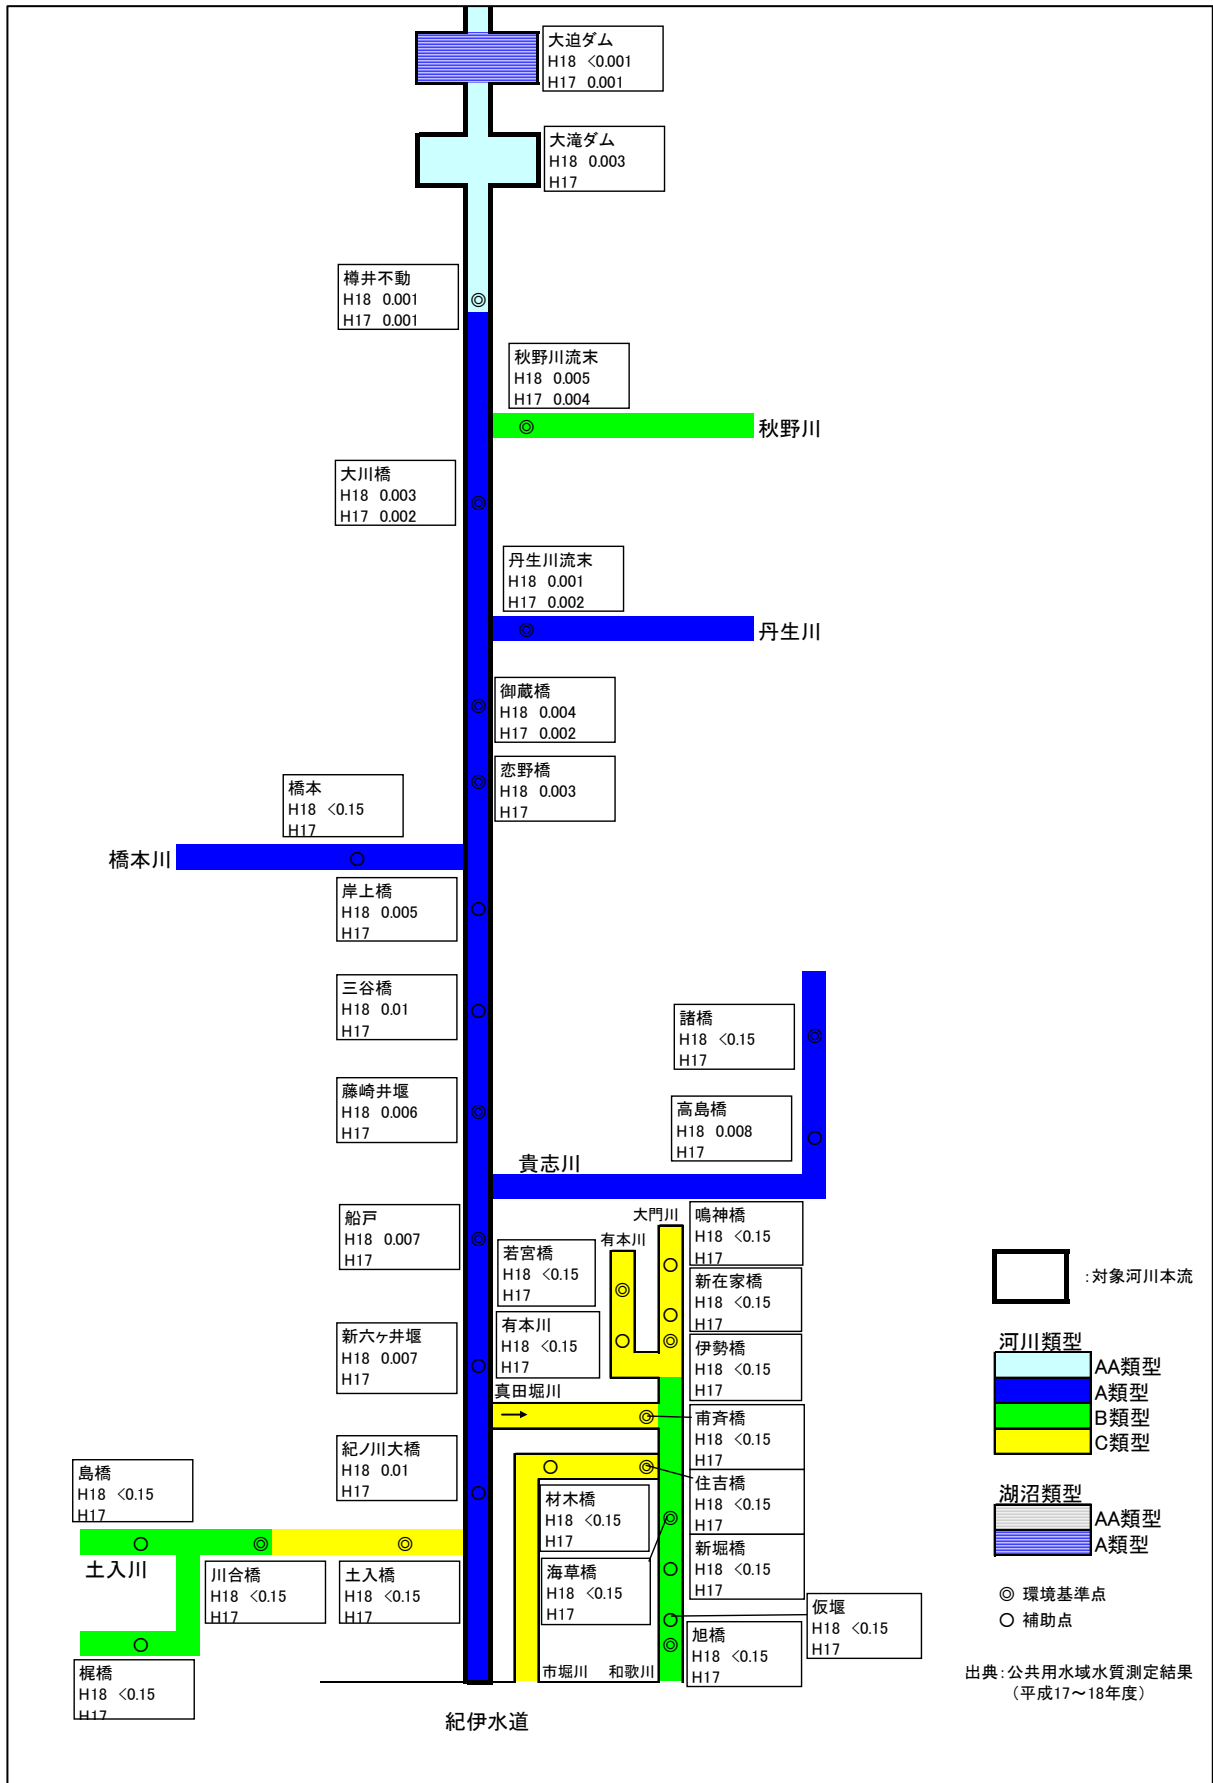 大迫ダム
H18 <0.001
H17 0.001
大滝ダム
H18 0.003
H17
樽井不動
H18 0.001
H17 0.001
秋野川流末
H18 0.005
H17 0.004
秋野川
大川橋
H18 0.003
H17 0.002
丹生川流末
H18 0.001
H17 0.002
丹生川
御蔵橋
H18 0.004
H17 0.002
恋野橋
H18 0.003
H17
橋本
H18 <0.15
H17
橋本川
岸上橋
H18 0.005
H17
三谷橋
H18 0.01
H17
諸橋
H18 <0.15
H17
藤崎井堰
H18 0.006
H17
高島橋
H18 0.008
H17
貴志川
船戸
H18 0.007
H17
大門川
有本川
鳴神橋
H18 <0.15
H17
若宮橋
H18 <0.15
H17
新在家橋
H18 <0.15
H17
有本川
H18 <0.15
H17
伊勢橋
H18 <0.15
H17
新六ヶ井堰
H18 0.007
H17
真田堀川
→
甫斉橋
H18 <0.15
H17
紀ノ川大橋
H18 0.01
H17
住吉橋
H18 <0.15
H17
材木橋
H18 <0.15
H17
新堀橋
H18 <0.15
H17
海草橋
H18 <0.15
H17
島橋
H18 <0.15
H17
土入川
川合橋
H18 <0.15
H17
土入橋
H18 <0.15
H17
仮堰
H18 <0.15
H17
旭橋
H18 <0.15
H17
梶橋
H18 <0.15
H17
市堀川
和歌川
紀伊水道
:対象河川本流
河川類型
AA類型
A類型
B類型
C類型
湖沼類型
AA類型
A類型
◎ 環境基準点
○ 補助点
出典:公共用水域水質測定結果
(平成17～18年度)